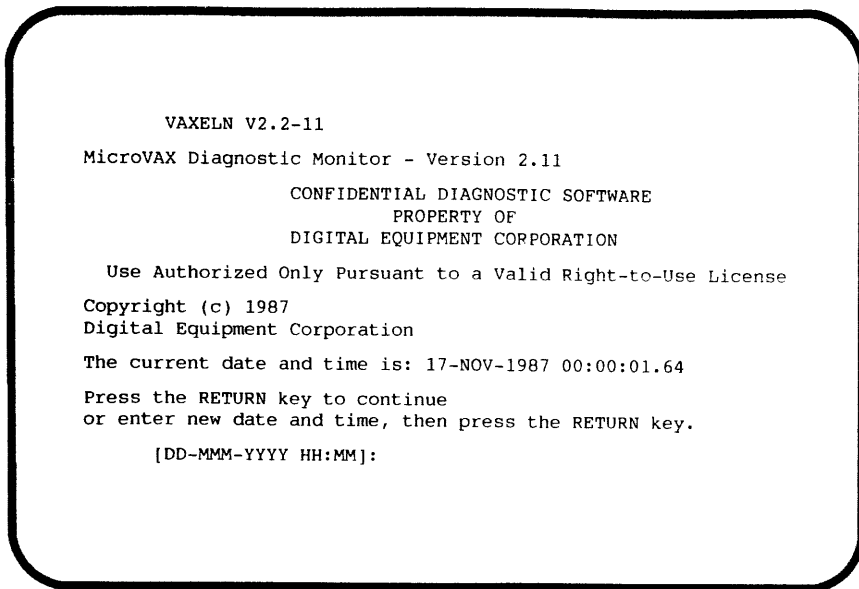 VAXELN V2.2-11
MicroVAX Diagnostic Monitor - Version 2.11
CONFIDENTIAL DIAGNOSTIC SOFTWARE
PROPERTY OF
DIGITAL EQUIPMENT CORPORATION
Use Authorized Only Pursuant to a Valid Right-to-Use License
Copyright (c) 1987
Digital Equipment Corporation
The current date and time is: 17-NOV-1987 00:00:01.64
Press the RETURN key to continue
or enter new date and time, then press the RETURN key.
[DD-MMM-YYYY HH:MM]: